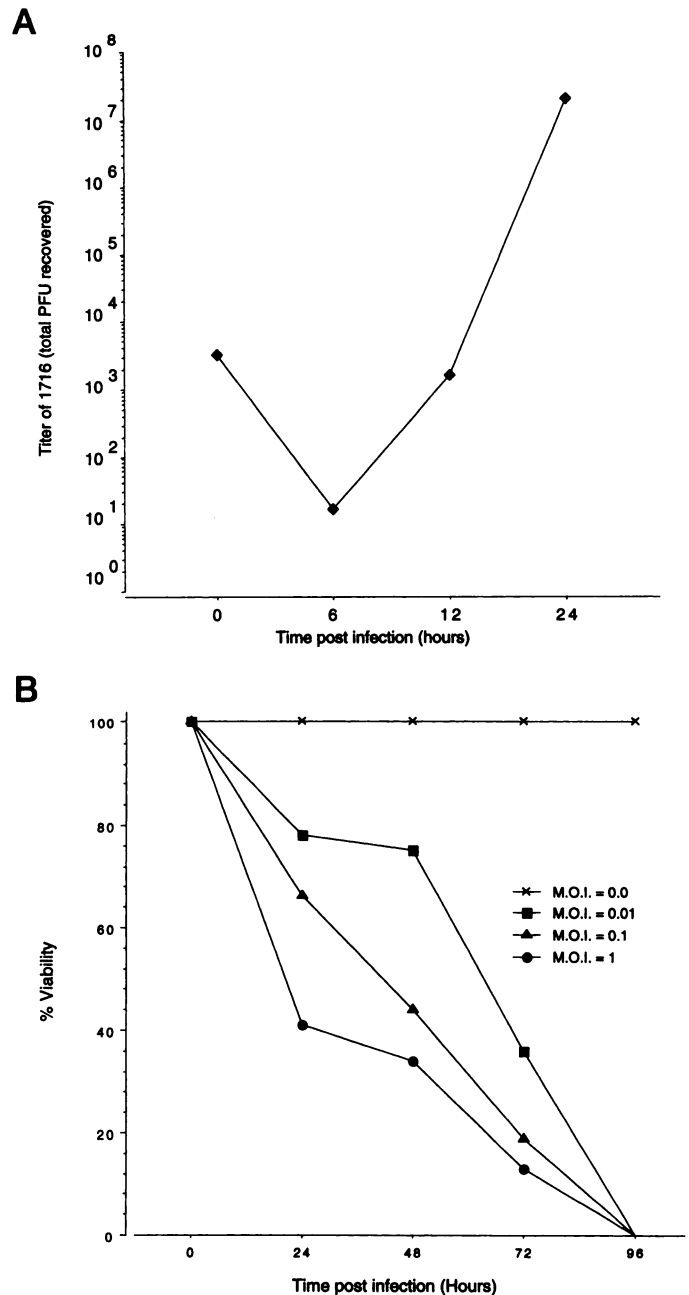 A
10 8
10 7
10 6
10 5
10 4
10 3
10 2
10 1
10 0
Titer of 1716 (total PFU recovered)
0 6 12 24
Time post infection (hours)
B
100
80
60
40
20
0
% Viability
M.O.I. = 0.0
M.O.I. = 0.01
M.O.I. = 0.1
M.O.I. = 1
0 24 48 72 96
Time post infection (Hours)